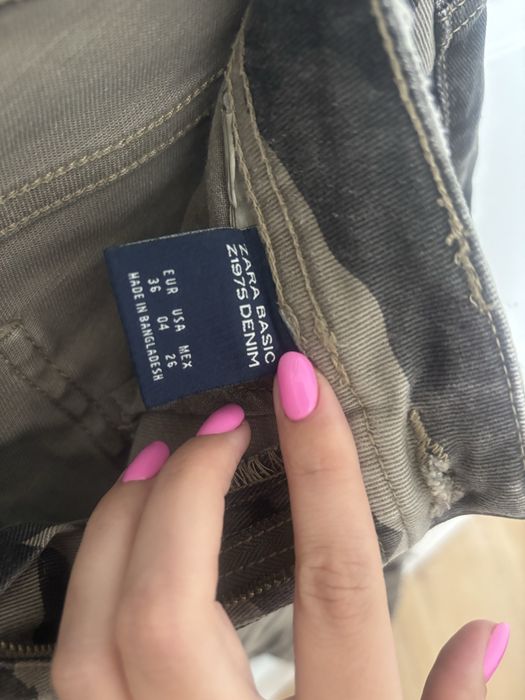 ZARA BASIC
Z1975 DENIM
EUR USA MEX
36 04 26
MADE IN BANGLADESH